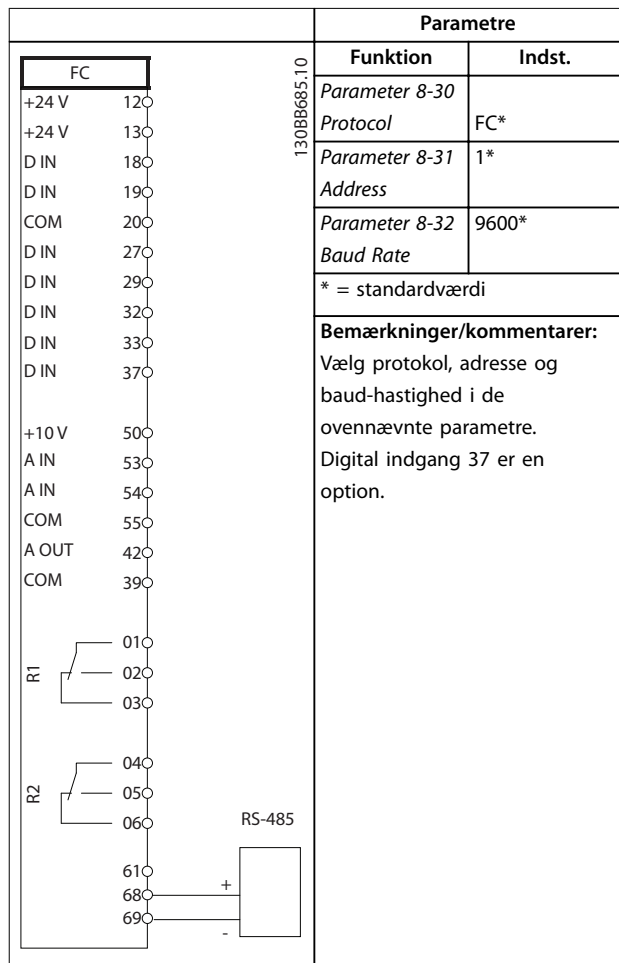 Parametre
Funktion Indst.
Parameter 8-30
Protocol FC*
Parameter 8-31 1*
Address
Parameter 8-32 9600*
Baud Rate
* = standardværdi
Bemærkninger/kommentarer:
Vælg protokol, adresse og
baud-hastighed i de
ovennævnte parametre.
Digital indgang 37 er en
option.
FC
130BB685.10
+24 V 12
+24 V 13
D IN 18
D IN 19
COM 20
D IN 27
D IN 29
D IN 32
D IN 33
D IN 37
+10 V 50
A IN 53
A IN 54
COM 55
A OUT 42
COM 39
R1
01
02
03
R2
04
05
06
RS-485
61
68 +
69 -